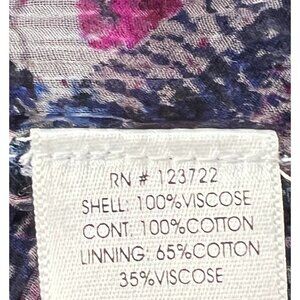 RN # 123722
SHELL: 100%VISCOSE
CONT: 100%COTTON
LINNING: 65%COTTON
35%VISCOSE